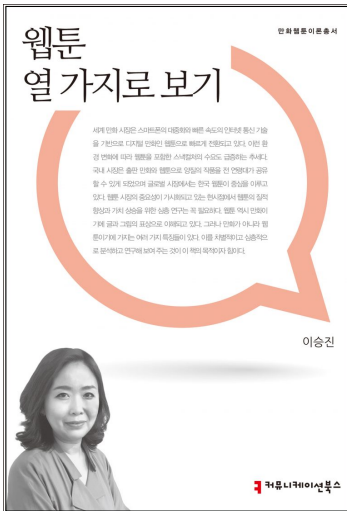 만화웹툰이론총서
웹툰
열 가지로 보기
세계 만화 시장은 스마트폰의 대중화와 빠른 속도의 인터넷 통신 기술
을 기반으로 디지털 만화인 웹툰으로 빠르게 전환되고 있다. 이런 환
경 변화에 따라 웹툰을 포함한 스낵컬처의 수요도 급증하는 추세다.
국내 시장은 출판 만화와 웹툰으로 양질의 작품을 전 연령대가 공유
할 수 있게 되었으며 글로벌 시장에서는 한국 웹툰이 중심을 이루고
있다. 웹툰 시장의 중요성이 가시화되고 있는 현시점에서 웹툰의 질적
향상과 가치 상승을 위한 심층 연구는 꼭 필요하다. 웹툰 역시 만화이
기에 글과 그림의 표상으로 이해되고 있다. 그러나 만화가 아니라 웹
툰이기에 가지는 여러 가지 특징들이 있다. 이를 차별적이고 심층적으
로 분석하고 연구해 보여 주는 것이 이 책의 목적이자 일이다.
이승진
커뮤니케이션북스